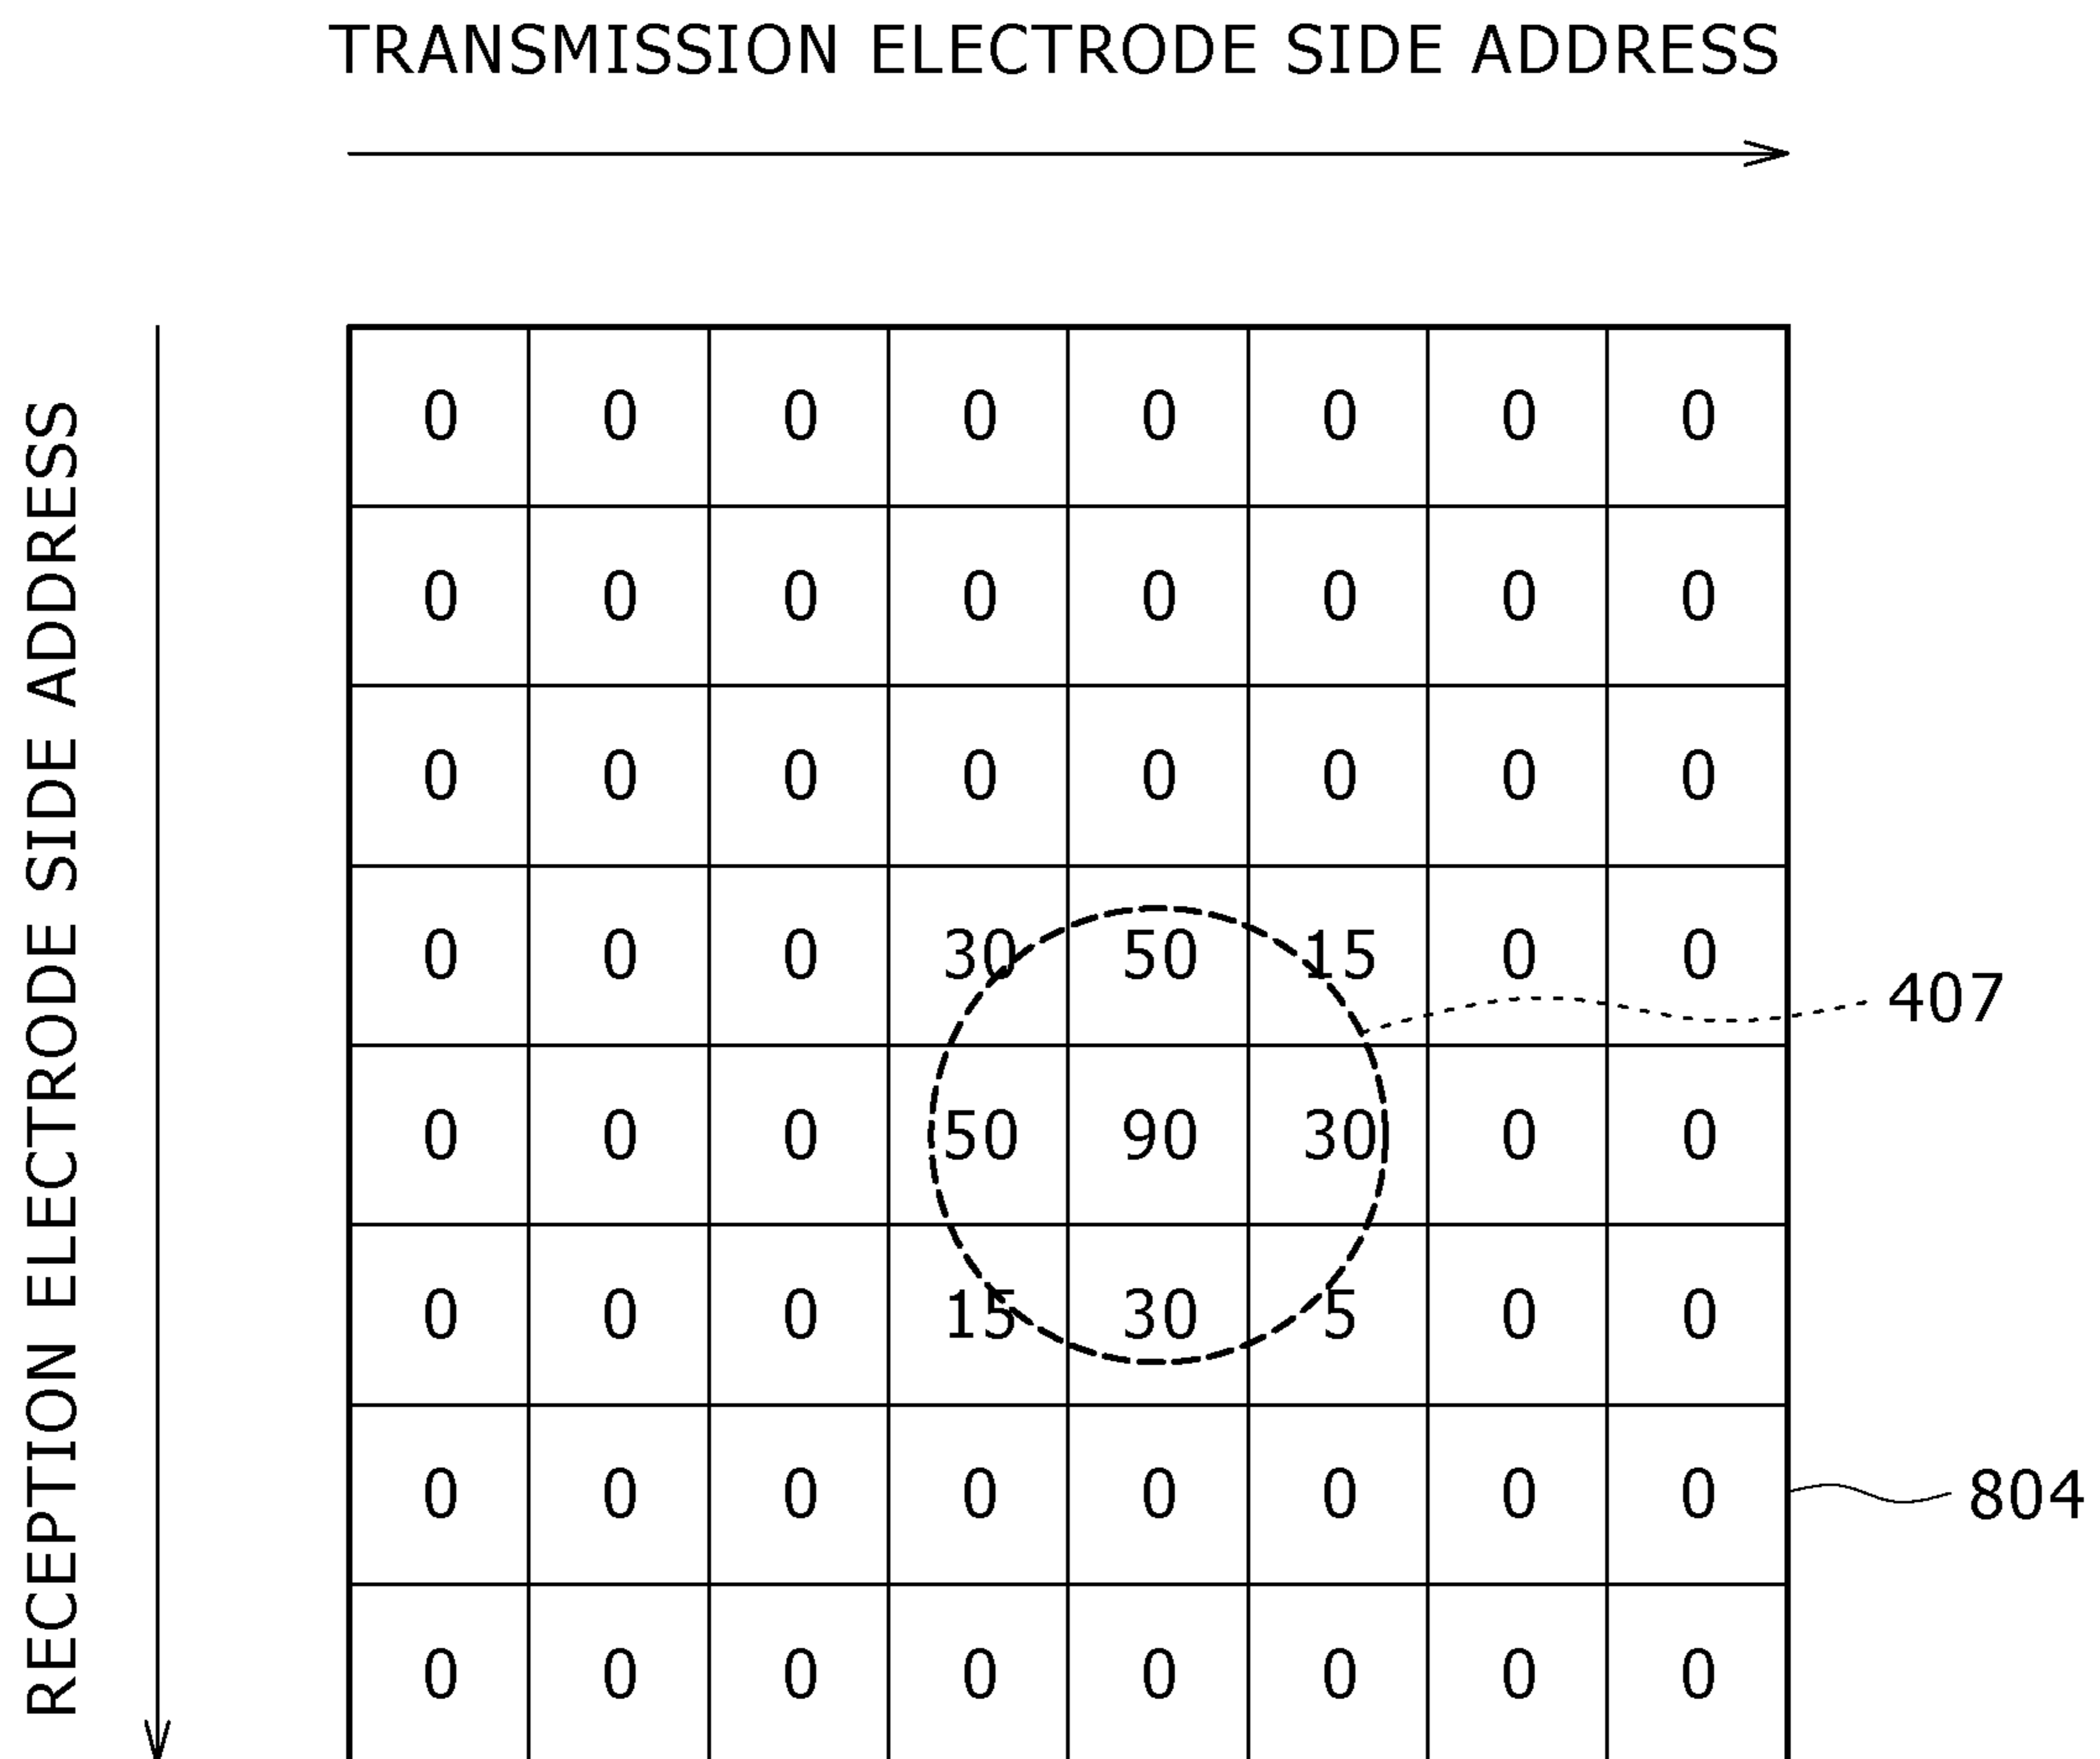 TRANSMISSION ELECTRODE SIDE ADDRESS
RECEPTION ELECTRODE SIDE ADDRESS
0 0 0 0 0 0 0 0
0 0 0 0 0 0 0 0
0 0 0 0 0 0 0 0
0 0 0 30 50 15 0 0
407
0 0 0 50 90 30 0 0
0 0 0 15 30 5 0 0
0 0 0 0 0 0 0 0
804
0 0 0 0 0 0 0 0